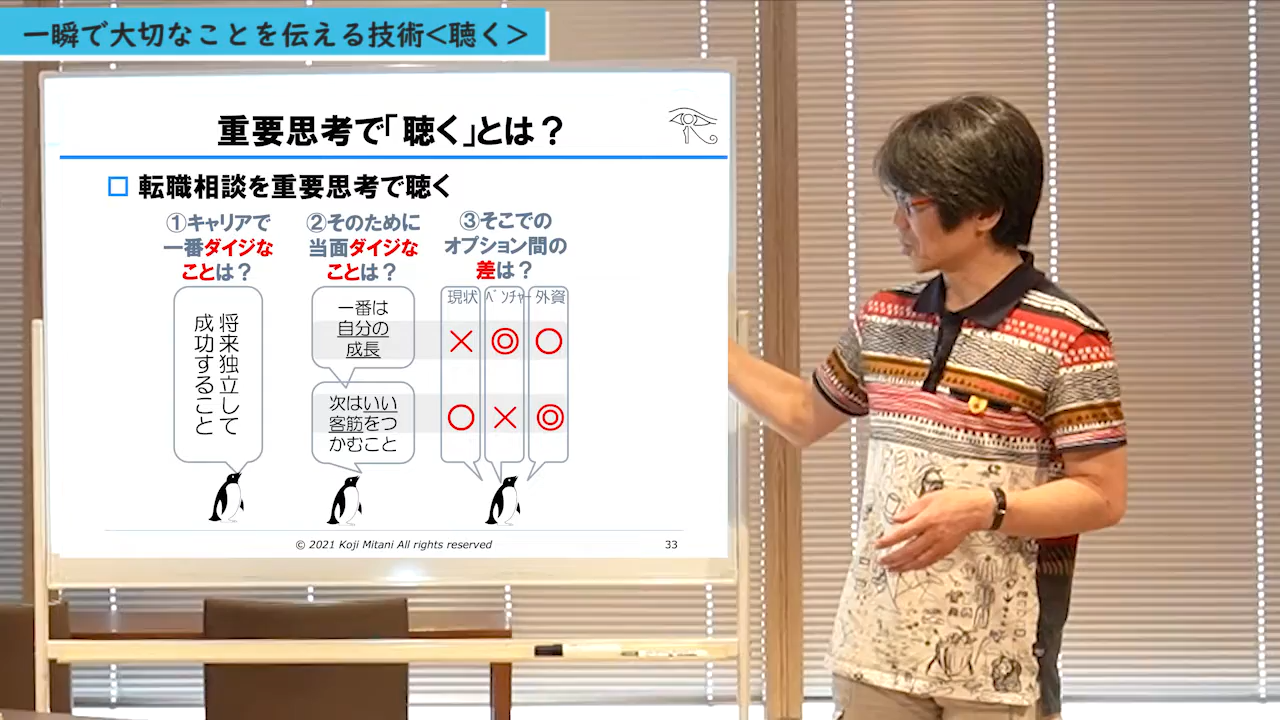 一瞬で大切なことを伝える技術<聴く>
重要思考で「聴く」とは？
転職相談を重要思考で聴く
①キャリアで
一番ダイジな
ことは？
②そのために
当面ダイジな
ことは？
③そこでの
オプション間の
差は？
将来独立して
成功すること
一番は
自分の
成長
次はいい
客筋をつ
かむこと
現状 ﾍﾞﾝﾁｬｰ 外資
× ◎ ○
○ × ◎
© 2021 Koji Mitani All rights reserved
33